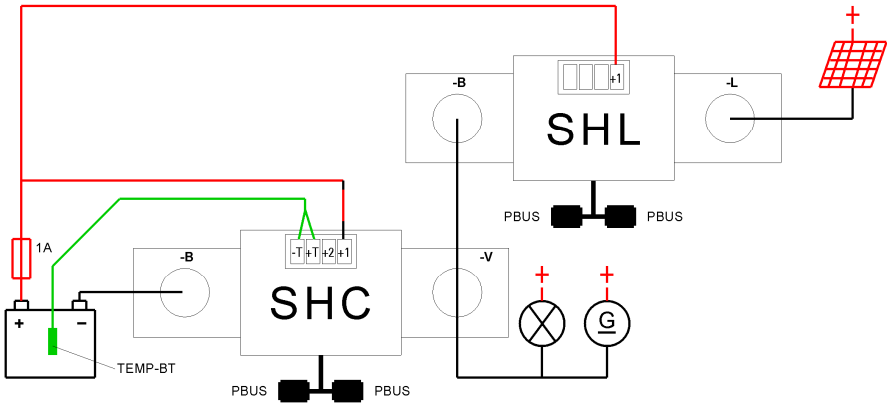 +
+1
-B
-L
SHL
PBUS
PBUS
1A
-T
+T
+2
+1
-B
-V
SHC
+
+
G
+
−
TEMP-BT
PBUS
PBUS